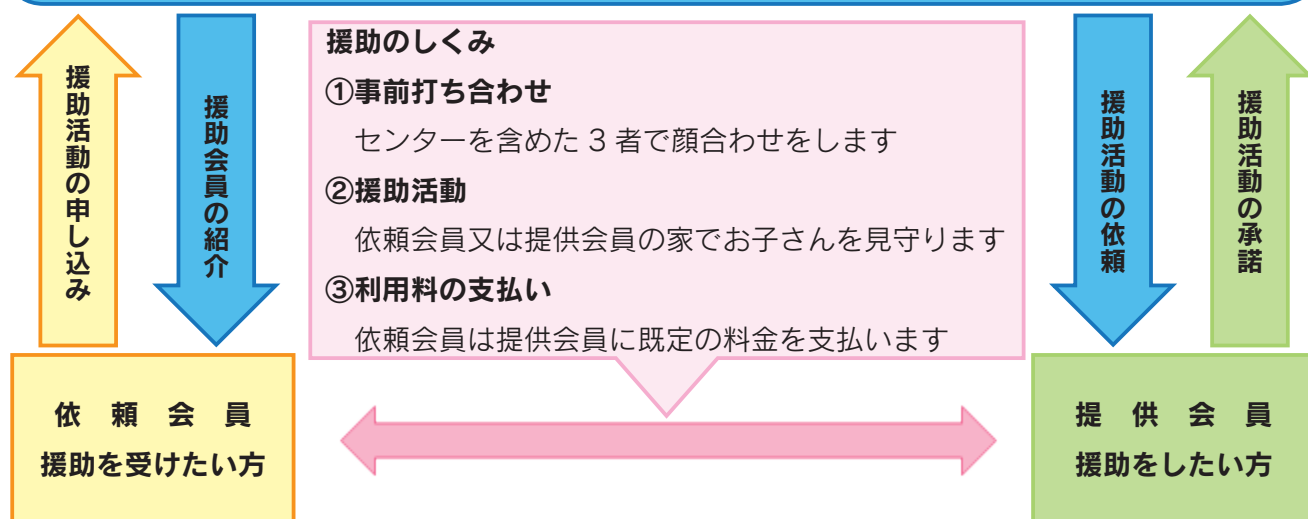 援助活動の申し込み
援助会員の紹介
援助のしくみ
①事前打ち合わせ
センターを含めた3者で顔合わせをします
②援助活動
依頼会員又は提供会員の家でお子さんを見守ります
③利用料の支払い
依頼会員は提供会員に既定の料金を支払います
援助活動の依頼
援助活動の承諾
依頼会員
援助を受けたい方
提供会員
援助をしたい方